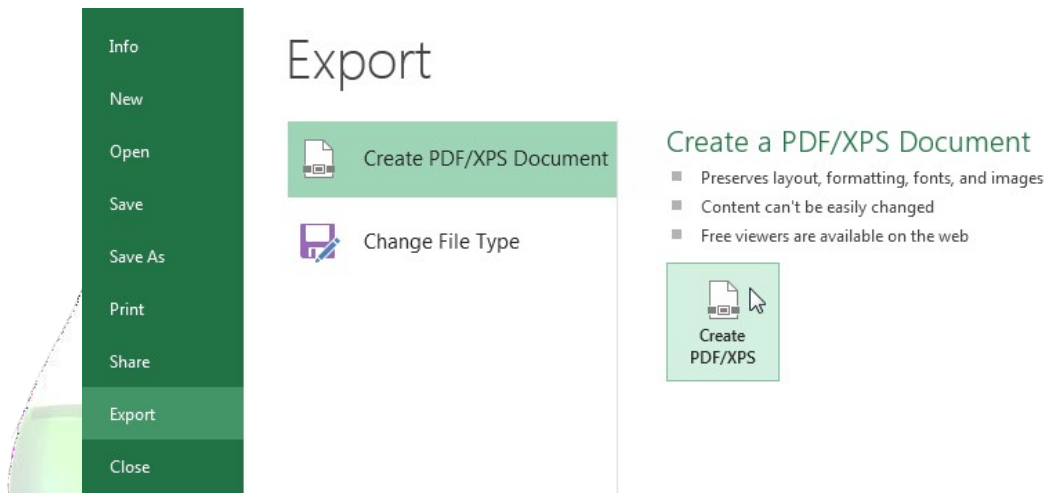 Info
New
Open
Save
Save As
Print
Share
Export
Close
Export
Create PDF/XPS Document
Change File Type
Create a PDF/XPS Document
Preserves layout, formatting, fonts, and images
Content can't be easily changed
Free viewers are available on the web
Create
PDF/XPS